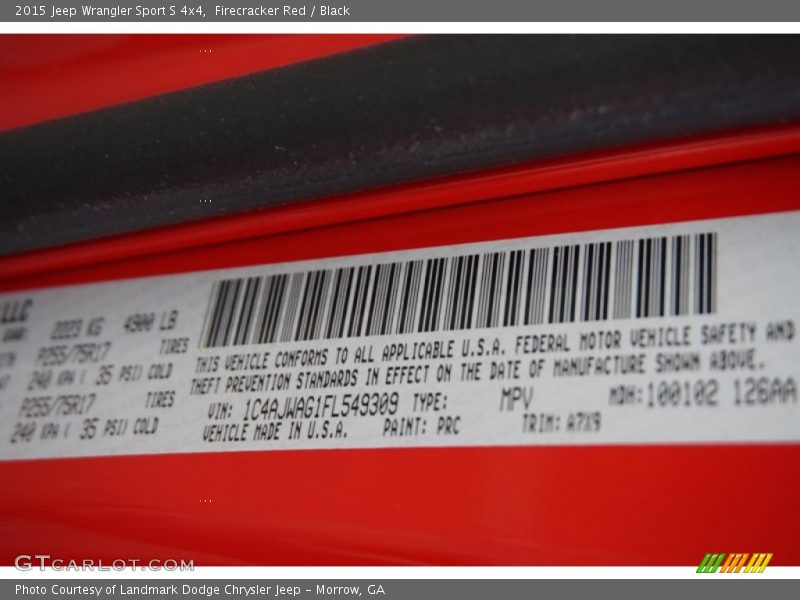 2015 Jeep Wrangler Sport S 4x4, Firecracker Red / Black
LLC
2223 KG 4900 LB
P255/75R17 TIRES
240 KPA ( 35 PSI) COLD
P255/75R17 TIRES
240 KPA ( 35 PSI) COLD
THIS VEHICLE CONFORMS TO ALL APPLICABLE U.S.A. FEDERAL MOTOR VEHICLE SAFETY AND
THEFT PREVENTION STANDARDS IN EFFECT ON THE DATE OF MANUFACTURE SHOWN ABOVE.
VIN: 1C4AJWAG1FL549309 TYPE: MPV MDH:100102 126AA
VEHICLE MADE IN U.S.A. PAINT: PRC TRIM: A7X9
GTCARLOT.COM
Photo Courtesy of Landmark Dodge Chrysler Jeep – Morrow, GA